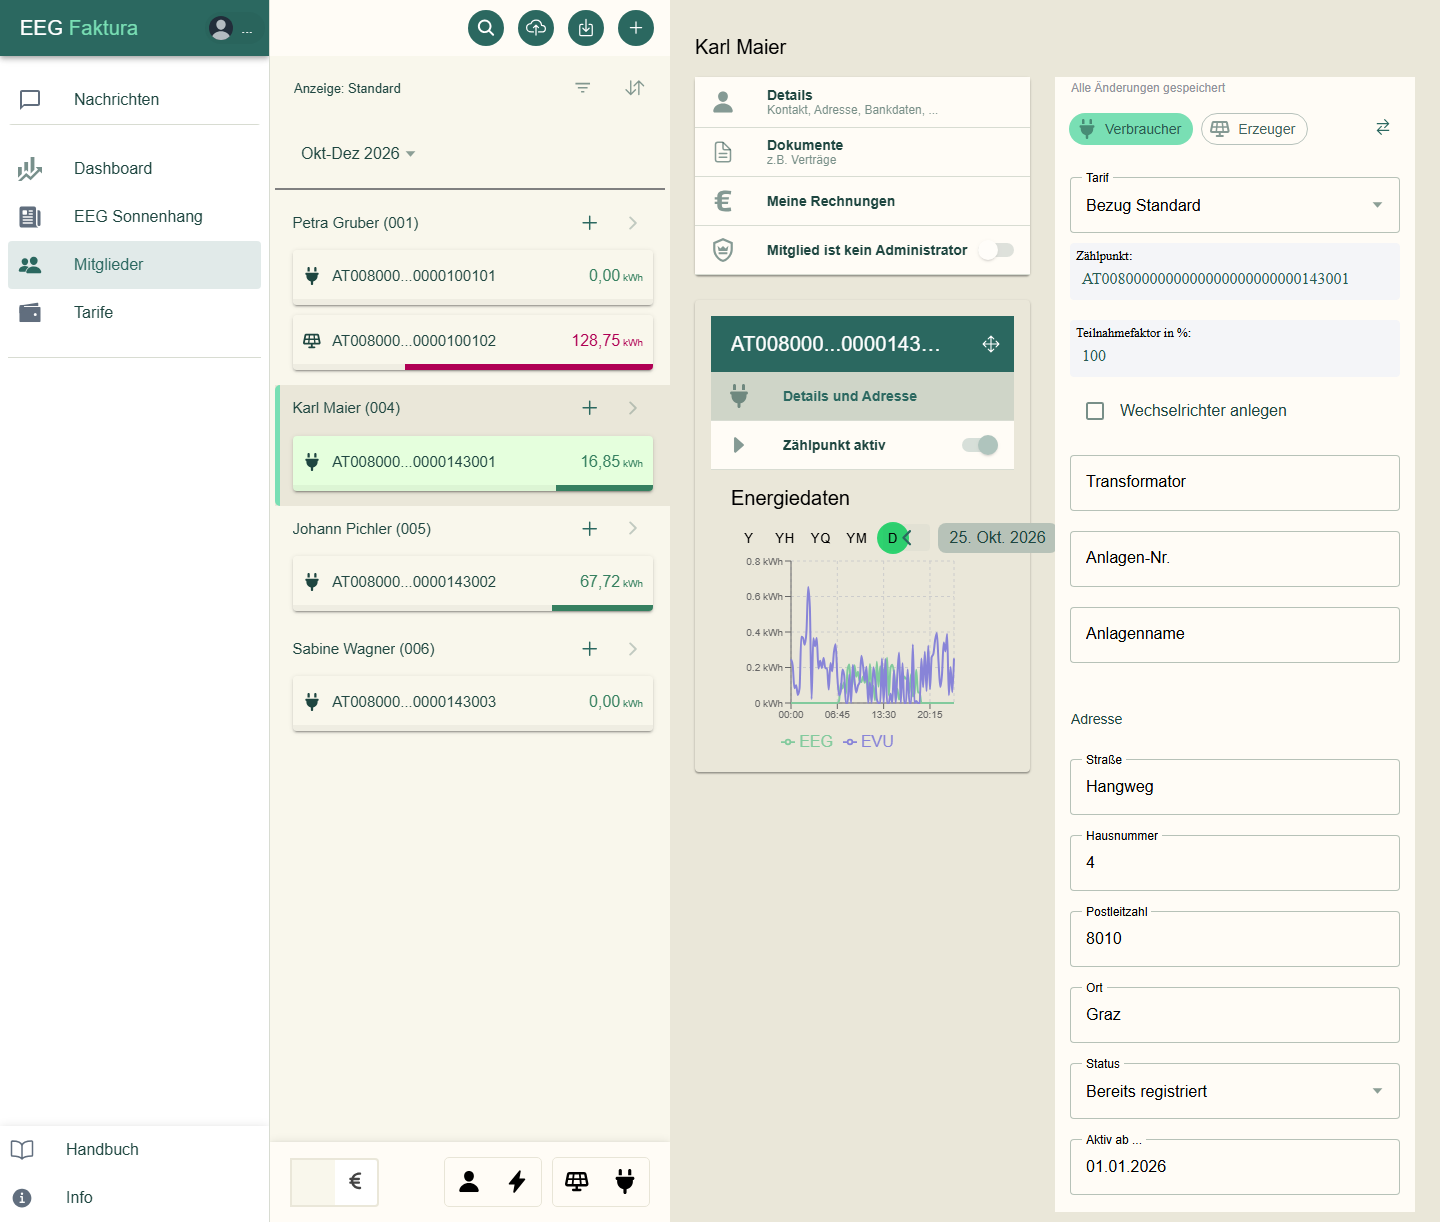 EEG Faktura
...
Nachrichten
Dashboard
EEG Sonnenhang
Mitglieder
Tarife
Handbuch
Info
Anzeige: Standard
Okt-Dez 2026
Petra Gruber (001)
AT008000...0000100101
0,00 kWh
AT008000...0000100102
128,75 kWh
Karl Maier (004)
AT008000...0000143001
16,85 kWh
Johann Pichler (005)
AT008000...0000143002
67,72 kWh
Sabine Wagner (006)
AT008000...0000143003
0,00 kWh
€
Karl Maier
Details
Kontakt, Adresse, Bankdaten, ...
Dokumente
z.B. Verträge
Meine Rechnungen
Mitglied ist kein Administrator
AT008000...0000143...
Details und Adresse
Zählpunkt aktiv
Energiedaten
Y YH YQ YM D 25. Okt. 2026
0.8 kWh
0.6 kWh
0.4 kWh
0.2 kWh
0 kWh
00:00 06:45 13:30 20:15
EEG EVU
Alle Änderungen gespeichert
Verbraucher Erzeuger
Tarif
Bezug Standard
Zählpunkt:
AT0080000000000000000000000143001
Teilnahmefaktor in %:
100
Wechselrichter anlegen
Transformator
Anlagen-Nr.
Anlagenname
Adresse
Straße
Hangweg
Hausnummer
4
Postleitzahl
8010
Ort
Graz
Status
Bereits registriert
Aktiv ab ...
01.01.2026